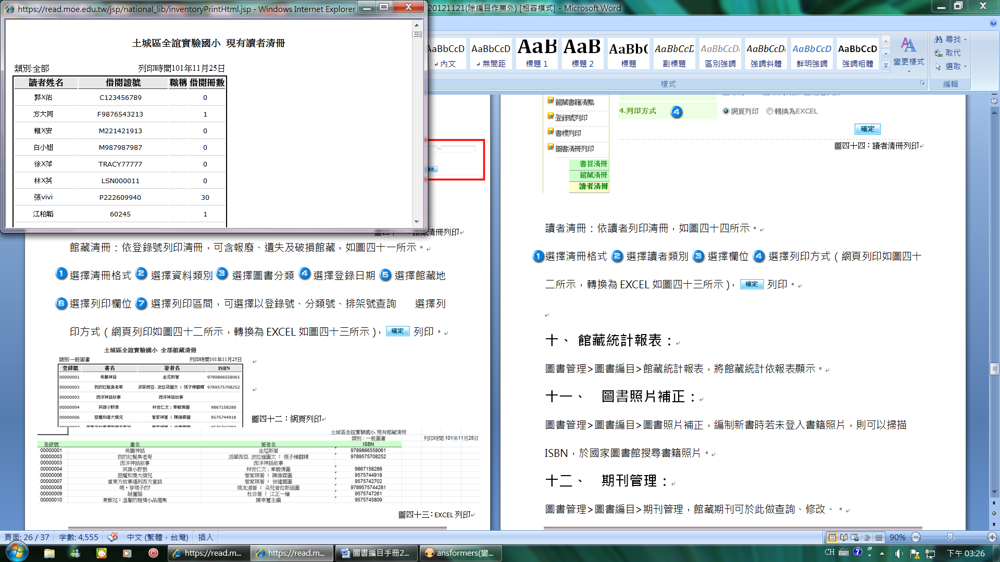 https://read.moe.edu.tw/jsp/national_lib/inventoryPrintHtml.jsp - Windows Internet Explorer
20121121(除編目作業外) [相容模式] - Microsoft Word
土城區全誼實驗國小 現有讀者清冊
類別:全部 列印時間101年11月25日
讀者姓名 借閱證號 職稱 借閱冊數
郭X佑 C123456789 0
方大同 F9876543213 1
賴X安 M221421913 0
白小姐 M987987987 0
徐X萍 TRACY77777 0
林X英 LSN000011 0
張vivi P222609940 30
江柏韜 60245 1
AaBbCcD AaBbCcD AaB AaB AaBb( AaBbCcD AaBbCcD AaBbCcD AaBbCcD AaBbCcD
內文 無間距 標題 1 標題 2 標題 副標題 區別強調 強調斜體 鮮明強調 強調粗體
變更樣式
尋找
取代
選取
樣式
編輯
確定
館藏清冊列印
館藏清冊：依登錄號列印清冊，可含報廢、遺失及破損館藏，如圖四十一所示。
1 選擇清冊格式 2 選擇資料類別 3 選擇圖書分類 4 選擇登錄日期 5 選擇館藏地
6 選擇列印欄位 7 選擇列印區間，可選擇以登錄號、分類號、排架號查詢 選擇列
印方式（網頁列印如圖四十二所示，轉換為 EXCEL 如圖四十三所示），確定 列印。
土城區全誼實驗國小 全部館藏清冊
類別:一般圖書 列印時間101年11月25日
登錄號 書名 著者名 ISBN
00000001 希臘神話 金尼斯著 9789866558061
00000003 我的紅髮臭老哥 派翠西亞. 波拉蔻圖文 ; 張子樟翻譯 9789575708252
00000003 西洋神話故事 西洋神話故事
00000004 英雄小野狼 林世仁文 ; 章毓倩圖 9867158288
00000006 惡魔和傻大個兒 管家琪著 ; 陳維霖圖 9575744918
圖四十二：網頁列印
土城區全誼實驗國小 現有館藏清冊
類別：一般圖書 列印時間:101年11月25日
登錄號 書名 著者名 ISBN
00000001 希臘神話 金尼斯著 9789866558061
00000003 我的紅髮臭老哥 派翠西亞. 波拉蔻圖文 ; 張子樟翻譯 9789575708252
00000003 西洋神話故事 西洋神話故事
00000004 英雄小野狼 林世仁文 ; 章毓倩圖 9867158288
00000006 惡魔和傻大個兒 管家琪著 ; 陳維霖圖 9575744918
00000007 當東方故事遇到西方童話 管家琪著 ; 徐建國圖 9575742702
00000008 喂，穿裙子的! 張友漁著 ; 朵兒普拉斯插圖 9789575744281
00000009 葫蘆貓 杜白著 ; 江正一繪 9575747261
00000010 煮飯花：溫馨的親情小品選集 陳幸蕙主編 9575745809
圖四十三：EXCEL 列印
館藏書籍清點
登錄號列印
書標列印
圖書清冊列印
書目清冊
館藏清冊
讀者清冊
4.列印方式 4 網頁列印 轉換為EXCEL
確定
圖四十四：讀者清冊列印
讀者清冊：依讀者列印清冊，如圖四十四所示。
1 選擇清冊格式 2 選擇讀者類別 3 選擇欄位 4 選擇列印方式（網頁列印如圖四十
二所示，轉換為 EXCEL 如圖四十三所示），確定 列印。
十、 館藏統計報表：
圖書管理>圖書編目>館藏統計報表，將館藏統計依報表顯示。
十一、 圖書照片補正：
圖書管理>圖書編目>圖書照片補正，編制新書時若未登入書籍照片，則可以掃描
ISBN，於國家圖書館搜尋書籍照片。
十二、 期刊管理：
圖書管理>圖書編目>期刊管理，館藏期刊可於此做查詢、修改、。
頁面: 26 / 37 字數: 4,555 中文 (繁體，台灣) 插入 90%
https://read.m... https://read.m... 圖書編目手冊2... ansformers(變... CH 下午 03:26